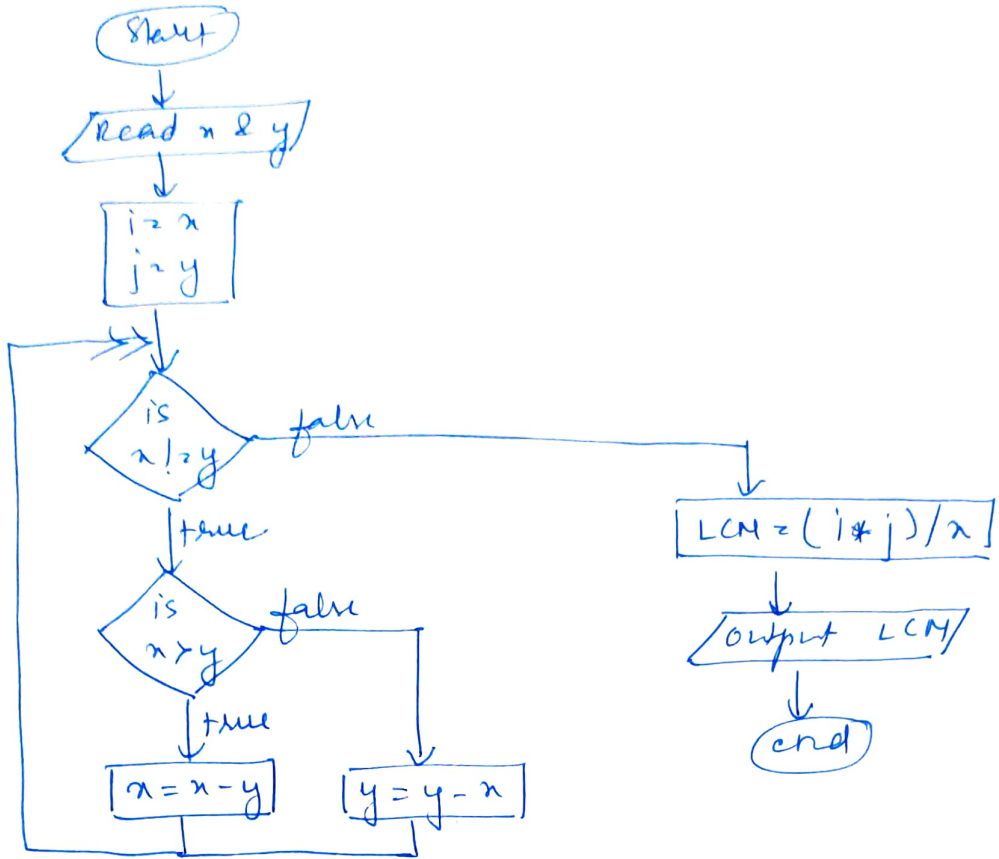 Start
Read x & y
i = x
j = y
is
x != y
false
true
is
x > y
false
true
x = x - y
y = y - x
LCM = ( i * j ) / x
output LCM
end